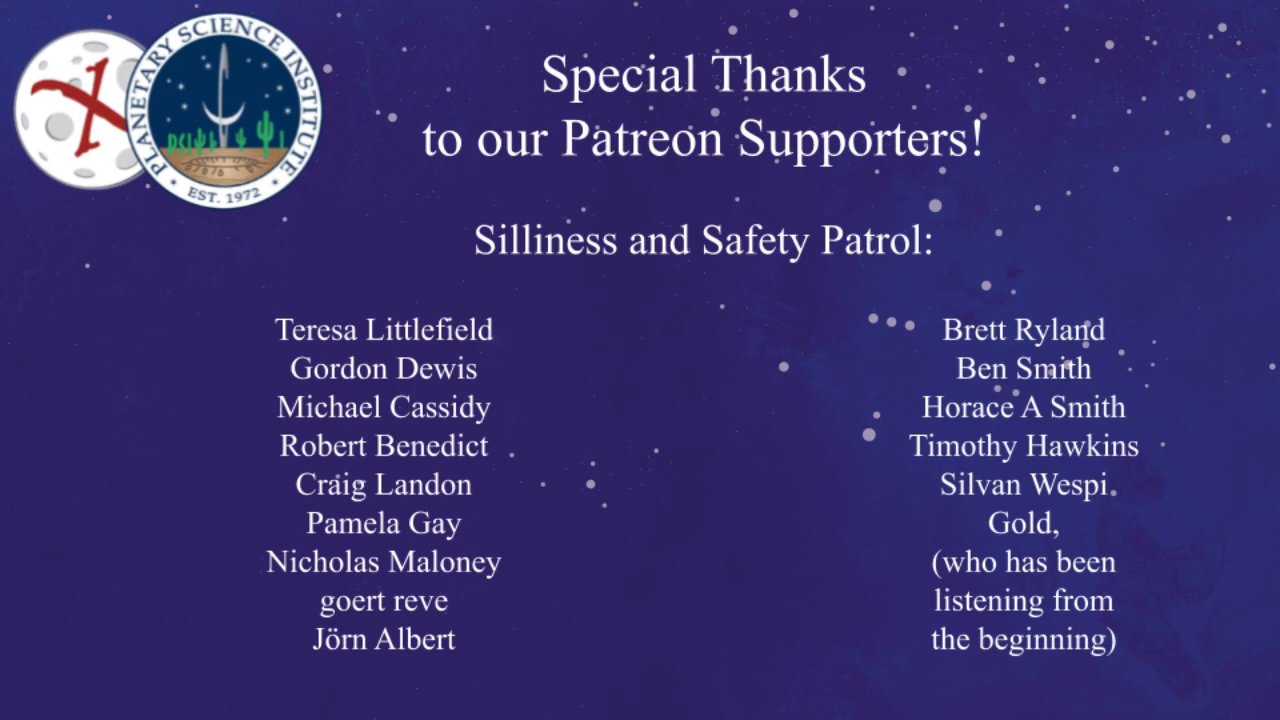 PLANETARY SCIENCE INSTITUTE
EST. 1972
X
Special Thanks
to our Patreon Supporters!
Silliness and Safety Patrol:
Teresa Littlefield
Gordon Dewis
Michael Cassidy
Robert Benedict
Craig Landon
Pamela Gay
Nicholas Maloney
goert reve
Jörn Albert
Brett Ryland
Ben Smith
Horace A Smith
Timothy Hawkins
Silvan Wespi
Gold,
(who has been
listening from
the beginning)